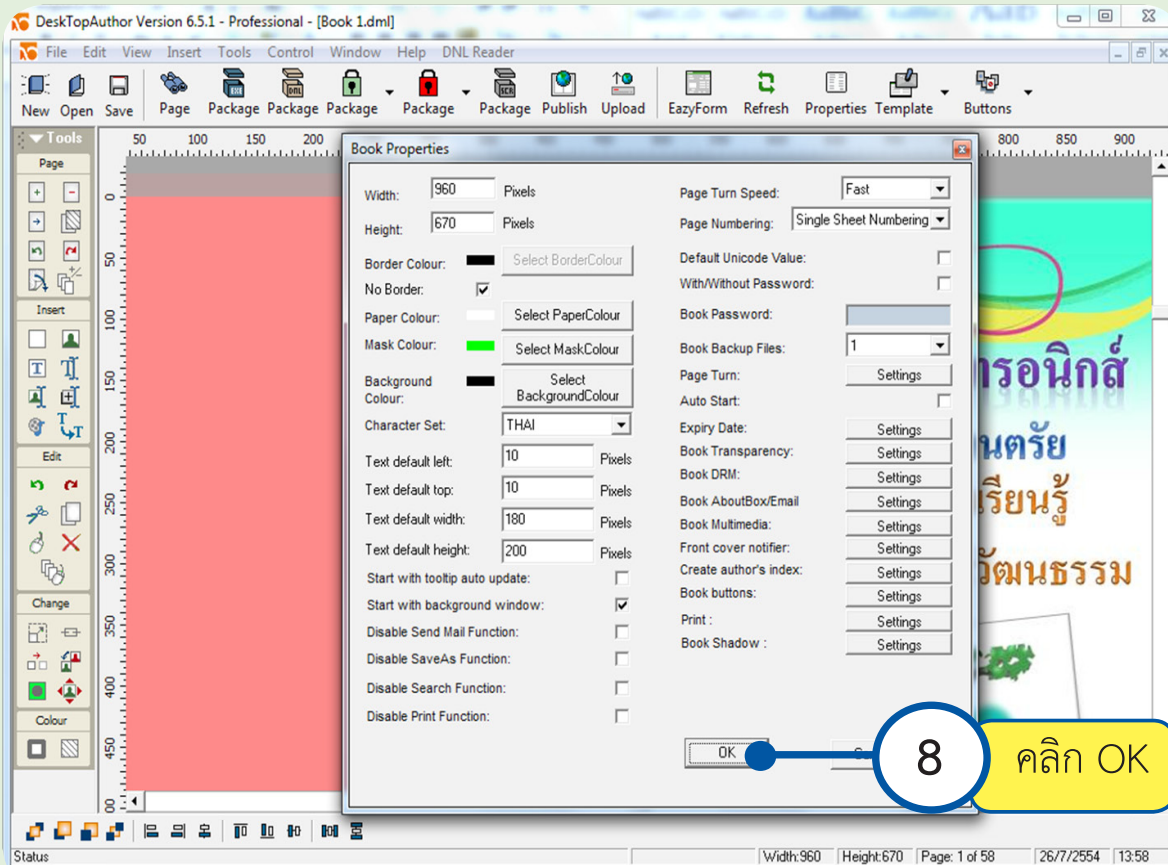 DeskTopAuthor Version 6.5.1 - Professional - [Book 1.dml]
File Edit View Insert Tools Control Window Help DNL Reader
New Open Save Page Package Package Package Package Package Publish Upload EazyForm Refresh Properties Template Buttons
Tools
50 100 150 200 800 850 900
Page
Insert
Edit
Change
Colour
0
50
100
150
200
250
300
350
400
450
Book Properties
Width: 960 Pixels
Height: 670 Pixels
Border Colour: Select BorderColour
No Border:
Paper Colour: Select PaperColour
Mask Colour: Select MaskColour
Background Colour: Select BackgroundColour
Character Set: THAI
Text default left: 10 Pixels
Text default top: 10 Pixels
Text default width: 180 Pixels
Text default height: 200 Pixels
Start with tooltip auto update:
Start with background window:
Disable Send Mail Function:
Disable SaveAs Function:
Disable Search Function:
Disable Print Function:
Page Turn Speed: Fast
Page Numbering: Single Sheet Numbering
Default Unicode Value:
With/Without Password:
Book Password:
Book Backup Files: 1
Page Turn: Settings
Auto Start:
Expiry Date: Settings
Book Transparency: Settings
Book DRM: Settings
Book AboutBox/Email Settings
Book Multimedia: Settings
Front cover notifier: Settings
Create author's index: Settings
Book buttons: Settings
Print : Settings
Book Shadow : Settings
OK
8 คลิก OK
รอนิกส์
นตรัย
รียนรู้
วัฒนธรรม
Status Width:960 Height:670 Page: 1 of 58 26/7/2554 13:58